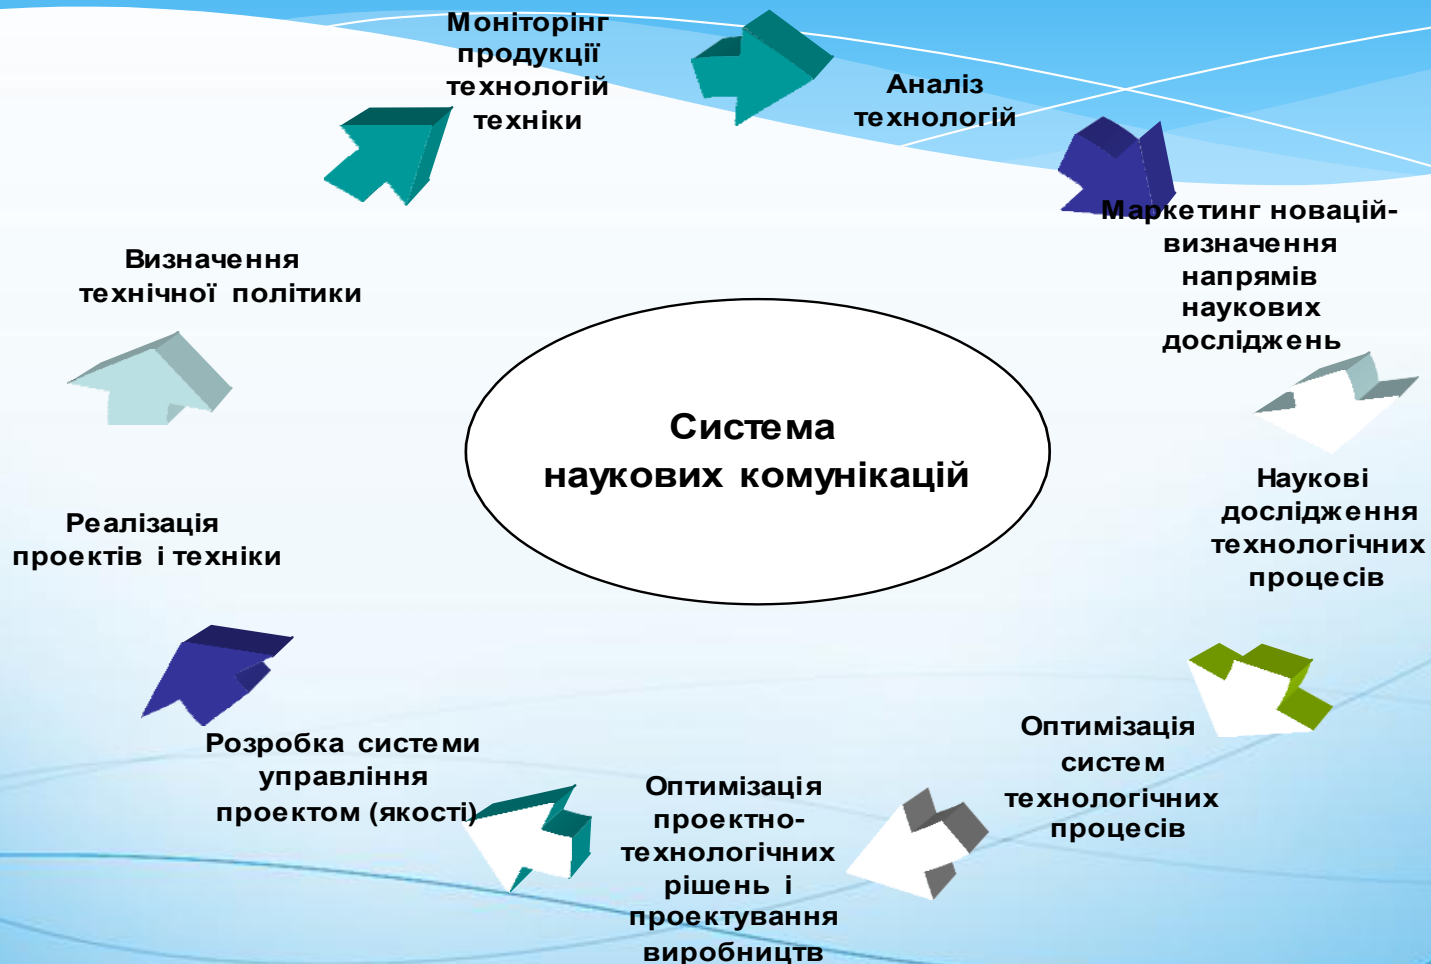 Моніторінг
продукції
технологій
техніки
Аналіз
технологій
Маркетинг новацій-
визначення
напрямів
наукових
досліджень
Визначення
технічної політики
Система
наукових комунікацій
Наукові
дослідження
технологічних
процесів
Реалізація
проектів і техніки
Оптимізація
систем
технологічних
процесів
Розробка системи
управління
проектом (якості)
Оптимізація
проектно-
технологічних
рішень і
проектування
виробництв